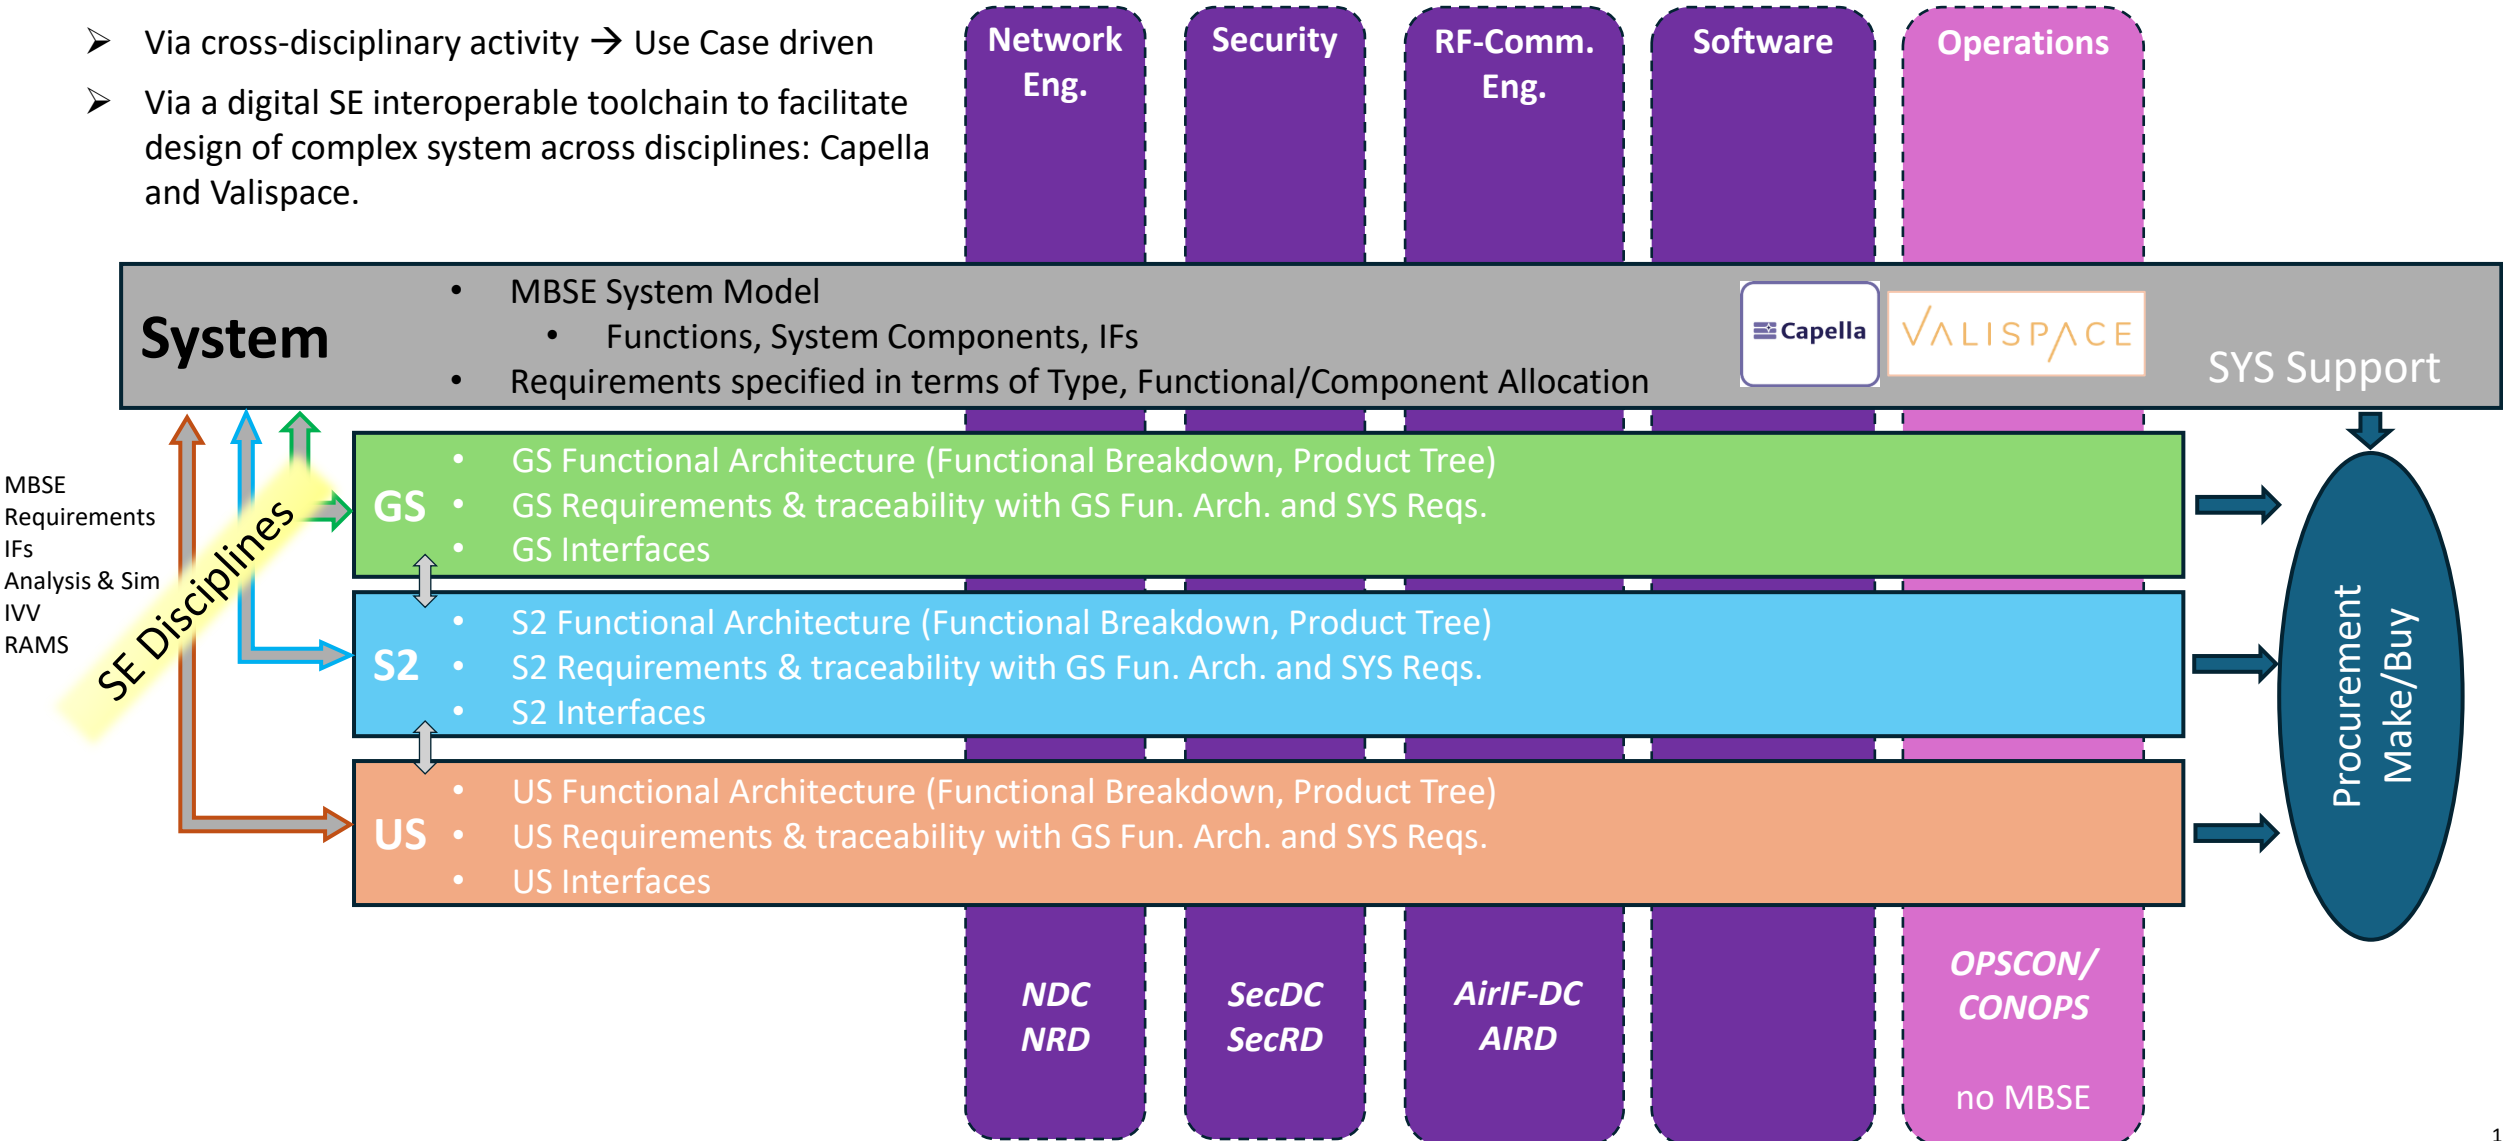 ➢ Via cross-disciplinary activity → Use Case driven
➢ Via a digital SE interoperable toolchain to facilitate
design of complex system across disciplines: Capella
and Valispace.
Network
Eng.
Security
RF-Comm.
Eng.
Software
Operations
System
• MBSE System Model
• Functions, System Components, IFs
• Requirements specified in terms of Type, Functional/Component Allocation
Capella
VALISPACE
SYS Support
MBSE
Requirements
IFs
Analysis & Sim
IVV
RAMS
SE Disciplines
GS
• GS Functional Architecture (Functional Breakdown, Product Tree)
• GS Requirements & traceability with GS Fun. Arch. and SYS Reqs.
• GS Interfaces
S2
• S2 Functional Architecture (Functional Breakdown, Product Tree)
• S2 Requirements & traceability with GS Fun. Arch. and SYS Reqs.
• S2 Interfaces
US
• US Functional Architecture (Functional Breakdown, Product Tree)
• US Requirements & traceability with GS Fun. Arch. and SYS Reqs.
• US Interfaces
Procurement
Make/Buy
NDC
NRD
SecDC
SecRD
AirIF-DC
AIRD
OPSCON/
CONOPS
no MBSE
1